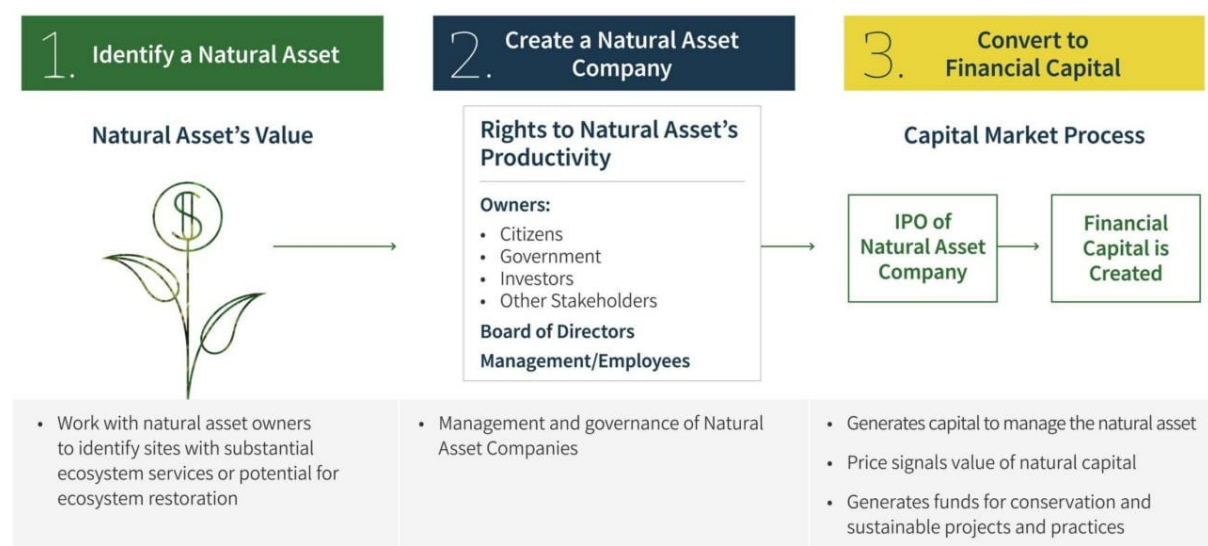 1. Identify a Natural Asset
2. Create a Natural Asset
Company
3. Convert to
Financial Capital
Natural Asset's Value
$
Rights to Natural Asset's
Productivity
Owners:
• Citizens
• Government
• Investors
• Other Stakeholders
Board of Directors
Management/Employees
Capital Market Process
IPO of
Natural Asset
Company
Financial
Capital is
Created
• Work with natural asset owners
to identify sites with substantial
ecosystem services or potential for
ecosystem restoration
• Management and governance of Natural
Asset Companies
• Generates capital to manage the natural asset
• Price signals value of natural capital
• Generates funds for conservation and
sustainable projects and practices